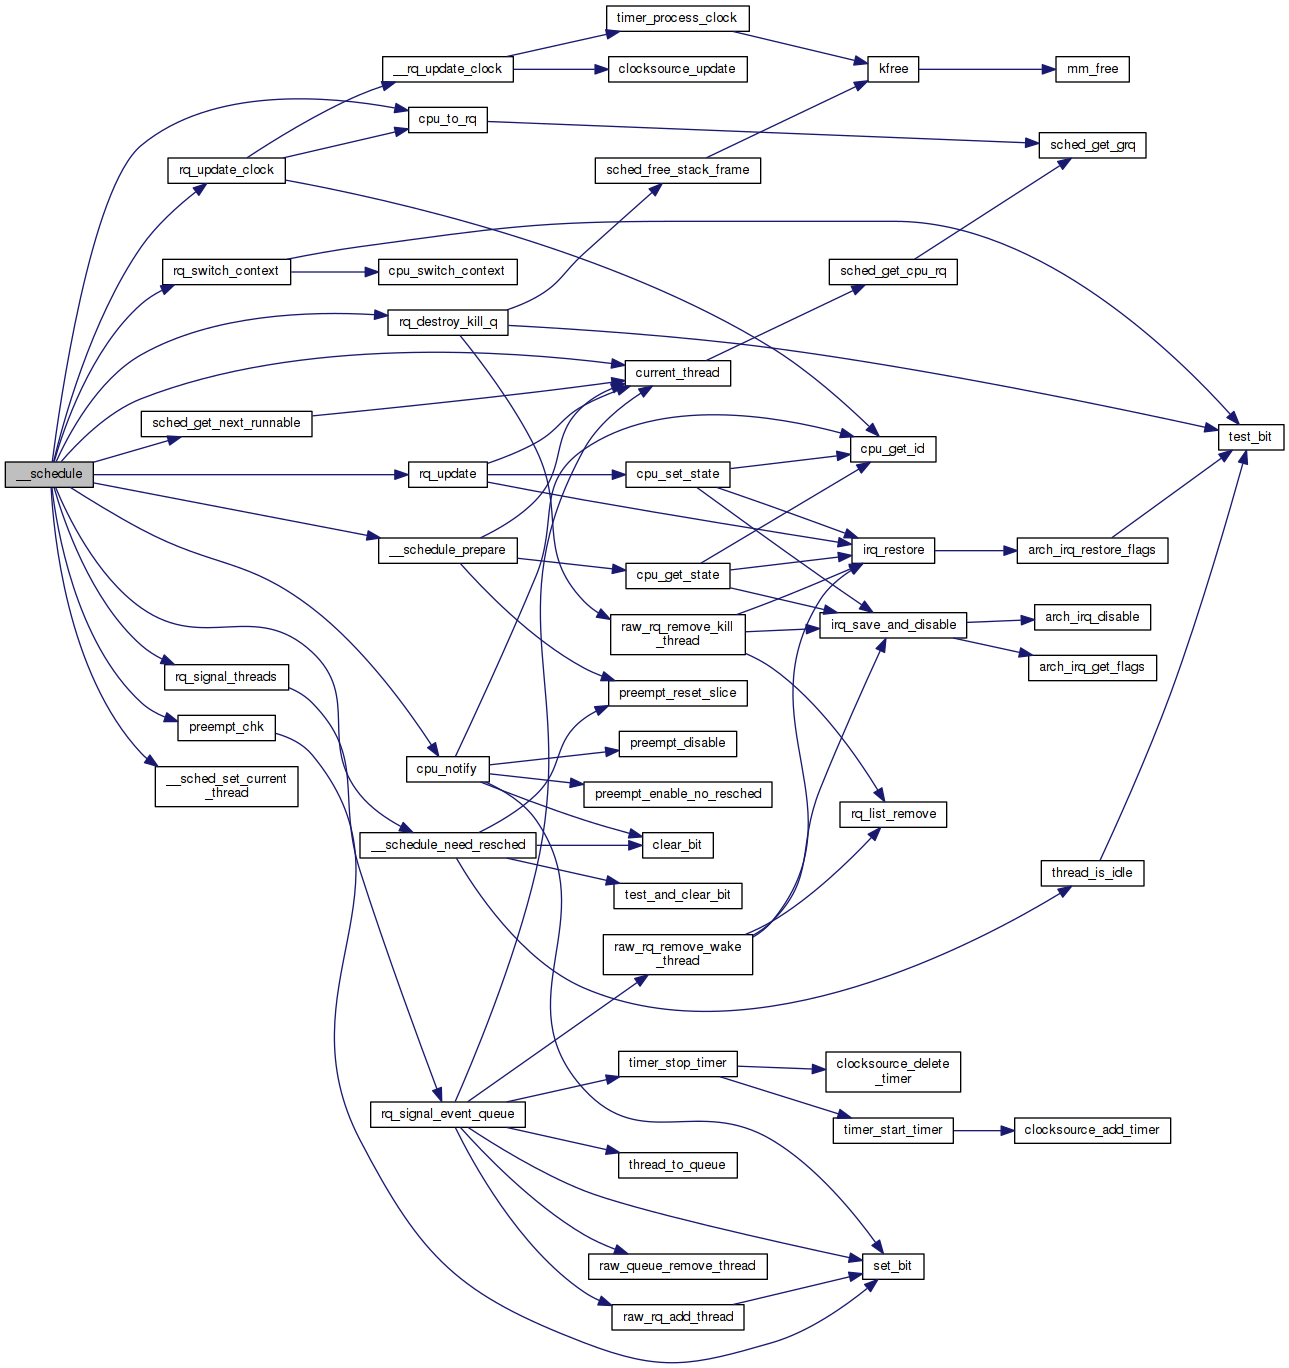 timer_process_clock
__rq_update_clock
clocksource_update
kfree
mm_free
cpu_to_rq
sched_get_grq
rq_update_clock
sched_free_stack_frame
rq_switch_context
cpu_switch_context
sched_get_cpu_rq
rq_destroy_kill_q
current_thread
sched_get_next_runnable
test_bit
cpu_get_id
__schedule
rq_update
cpu_set_state
__schedule_prepare
irq_restore
arch_irq_restore_flags
cpu_get_state
raw_rq_remove_kill
_thread
irq_save_and_disable
arch_irq_disable
arch_irq_get_flags
rq_signal_threads
preempt_reset_slice
preempt_chk
preempt_disable
cpu_notify
__sched_set_current
_thread
preempt_enable_no_resched
rq_list_remove
__schedule_need_resched
clear_bit
thread_is_idle
test_and_clear_bit
raw_rq_remove_wake
_thread
timer_stop_timer
clocksource_delete
_timer
rq_signal_event_queue
timer_start_timer
clocksource_add_timer
thread_to_queue
raw_queue_remove_thread
set_bit
raw_rq_add_thread